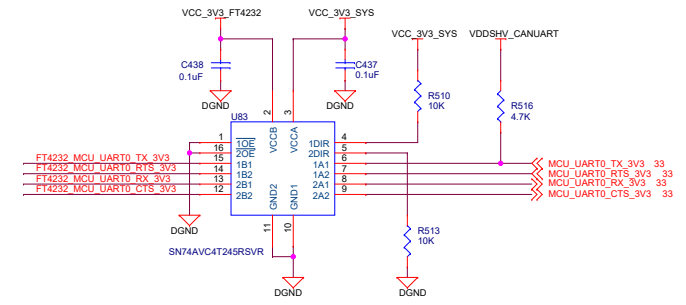 VCC_3V3_FT4232
VCC_3V3_SYS
VCC_3V3_SYS
VDDSHV_CANUART
C438
0.1uF
C437
0.1uF
R510
10K
R516
4.7K
DGND
DGND
U83
2
3
VCCB
VCCA
1
16
15
14
13
12
1OE
2OE
1B1
1B2
2B1
2B2
1DIR
2DIR
1A1
1A2
2A1
2A2
4
5
6
7
8
9
FT4232_MCU_UART0_TX_3V3
FT4232_MCU_UART0_RTS_3V3
FT4232_MCU_UART0_RX_3V3
FT4232_MCU_UART0_CTS_3V3
MCU_UART0_TX_3V3 33
MCU_UART0_RTS_3V3 33
MCU_UART0_RX_3V3 33
MCU_UART0_CTS_3V3 33
GND2
GND1
11
10
DGND
SN74AVC4T245RSVR
R513
10K
DGND
DGND